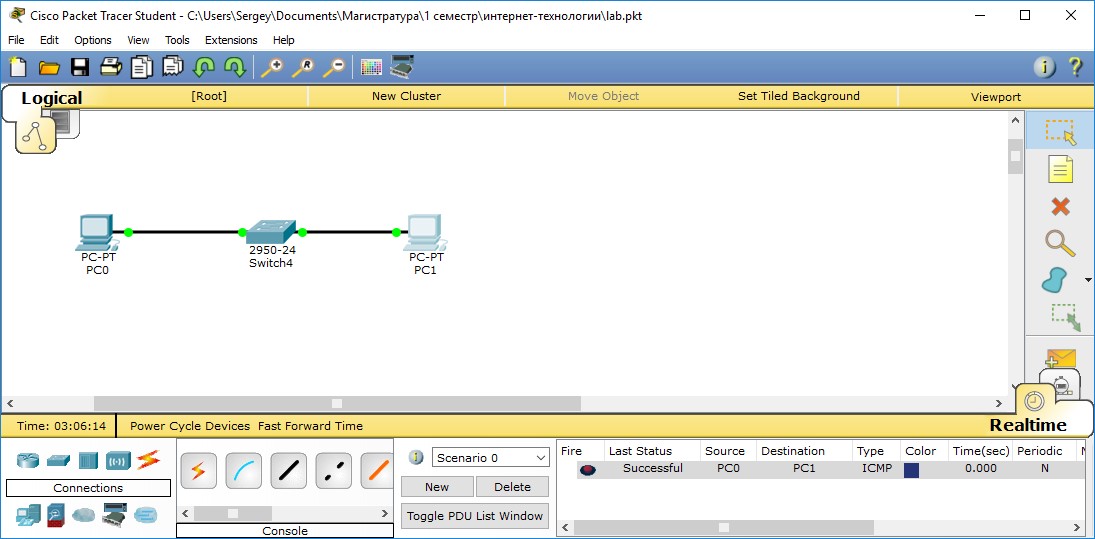 Cisco Packet Tracer Student - C:\Users\Sergey\Documents\Магистратура\1 семестр\интернет-технологии\lab.pkt
File Edit Options View Tools Extensions Help
Logical [Root] New Cluster Move Object Set Tiled Background Viewport
PC-PT
PC0
2950-24
Switch4
PC-PT
PC1
Realtime
Time: 03:06:14 Power Cycle Devices Fast Forward Time
Connections
Console
Scenario 0
New Delete
Toggle PDU List Window
Fire Last Status Source Destination Type Color Time(sec) Periodic
Successful PC0 PC1 ICMP 0.000 N